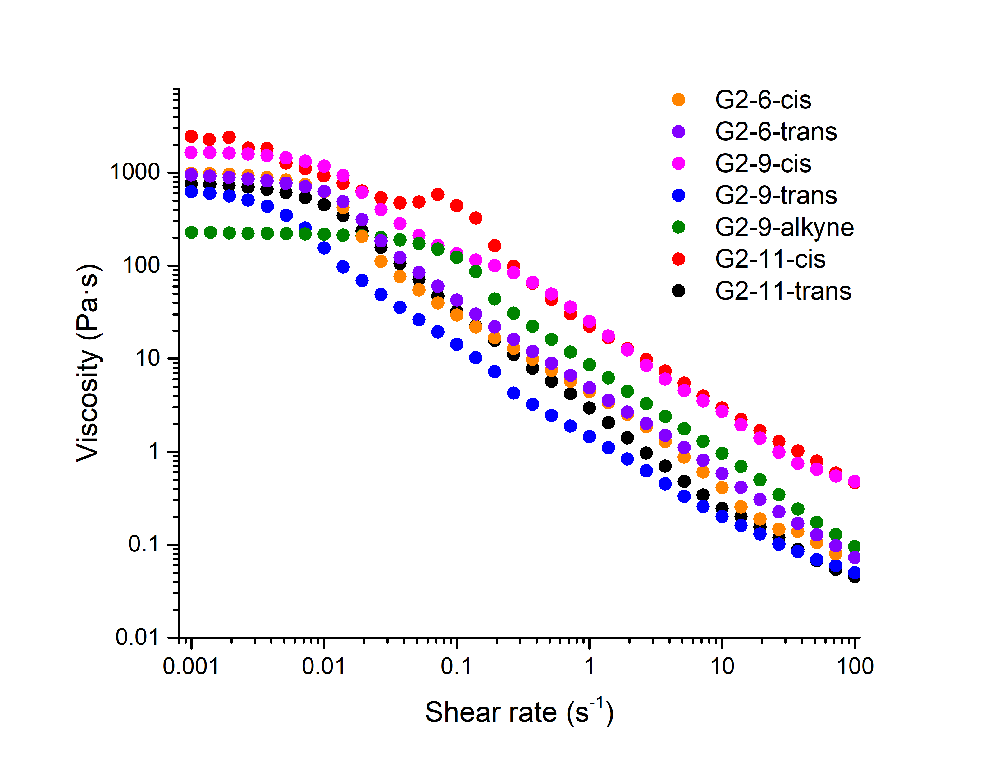 G2-6-cis
G2-6-trans
G2-9-cis
G2-9-trans
G2-9-alkyne
G2-11-cis
G2-11-trans
Viscosity (Pa·s)
1000
100
10
1
0.1
0.01
0.001 0.01 0.1 1 10 100
Shear rate (s⁻¹)